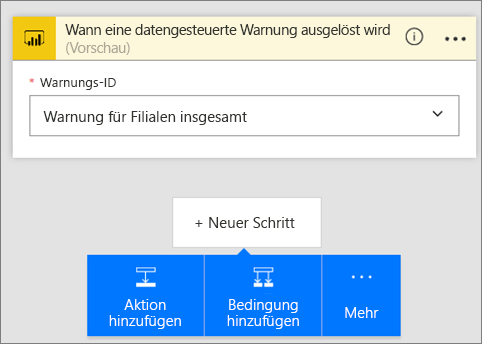 Wann eine datengesteuerte Warnung ausgelöst wird
(Vorschau)
* Warnungs-ID
Warnung für Filialen insgesamt
+ Neuer Schritt
Aktion
hinzufügen
Bedingung
hinzufügen
Mehr